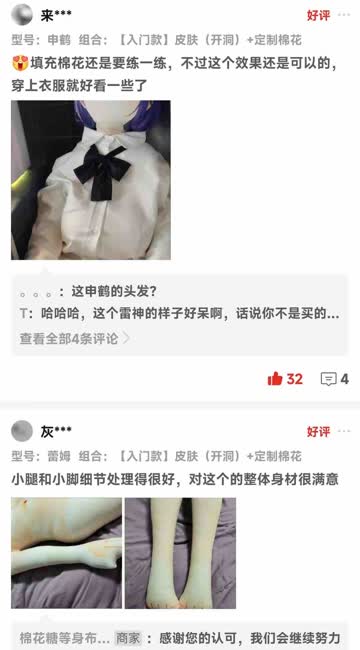 来*** 好评 ···
型号：申鹤 组合：【入门款】皮肤（开洞）+定制棉花
😍填充棉花还是要练一练，不过这个效果还是可以的，
穿上衣服就好看一些了
。。。：这申鹤的头发？
T：哈哈哈，这个雷神的样子好呆啊，话说你不是买的...
查看全部4条评论 >
32 4
灰*** 好评 ···
型号：蕾姆 组合：【入门款】皮肤（开洞）+定制棉花
小腿和小脚细节处理得很好，对这个的整体身材很满意
棉花糖等身布... 商家 ：感谢您的认可，我们会继续努力